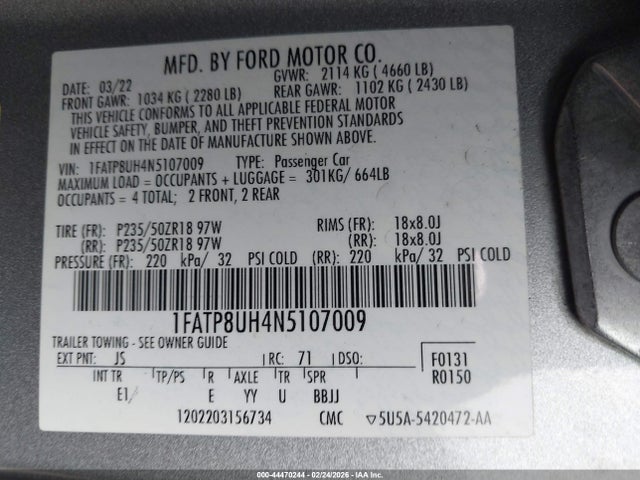 MFD. BY FORD MOTOR CO.
DATE: 03/22 GVWR: 2114 KG ( 4660 LB)
FRONT GAWR: 1034 KG ( 2280 LB) REAR GAWR: 1102 KG ( 2430 LB)
THIS VEHICLE CONFORMS TO ALL APPLICABLE FEDERAL MOTOR
VEHICLE SAFETY, BUMPER, AND THEFT PREVENTION STANDARDS
IN EFFECT ON THE DATE OF MANUFACTURE SHOWN ABOVE.
VIN: 1FATP8UH4N5107009 TYPE: Passenger Car
MAXIMUM LOAD = OCCUPANTS + LUGGAGE = 301KG/ 664LB
OCCUPANTS = 4 TOTAL; 2 FRONT, 2 REAR
TIRE (FR): P235/50ZR18 97W RIMS (FR): 18x8.0J
(RR): P235/50ZR18 97W (RR): 18x8.0J
PRESSURE (FR): 220 kPa/ 32 PSI COLD (RR): 220 kPa/ 32 PSI COLD
1FATP8UH4N5107009
TRAILER TOWING - SEE OWNER GUIDE
EXT PNT: JS RC: 71 DSO: F0131
INT TR TP/PS R AXLE TR SPR R0150
E1/ E YY U BBJJ
1202203156734 CMC ▽5U5A-5420472-AA
000-44470244 - 02/24/2026 - IAA Inc.